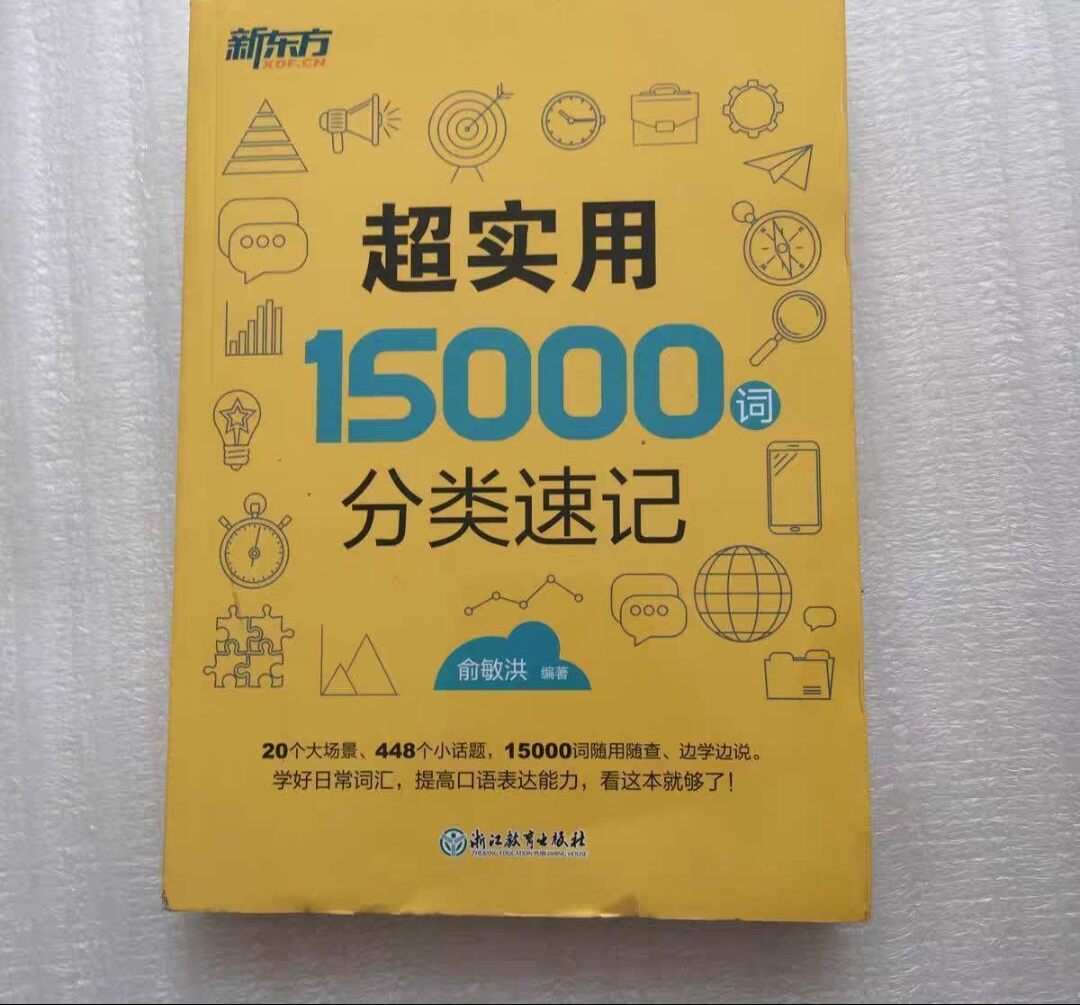 新东方
XDF.CN
超实用
15000词
分类速记
俞敏洪 编著
20个大场景、448个小话题，15000词随用随查、边学边说。
学好日常词汇，提高口语表达能力，看这本就够了！
浙江教育出版社
ZHEJIANG EDUCATION PUBLISHING HOUSE